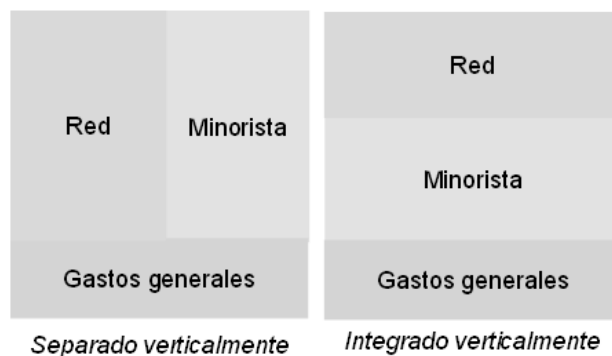 Red
Minorista
Gastos generales
Separado verticalmente
Red
Minorista
Gastos generales
Integrado verticalmente